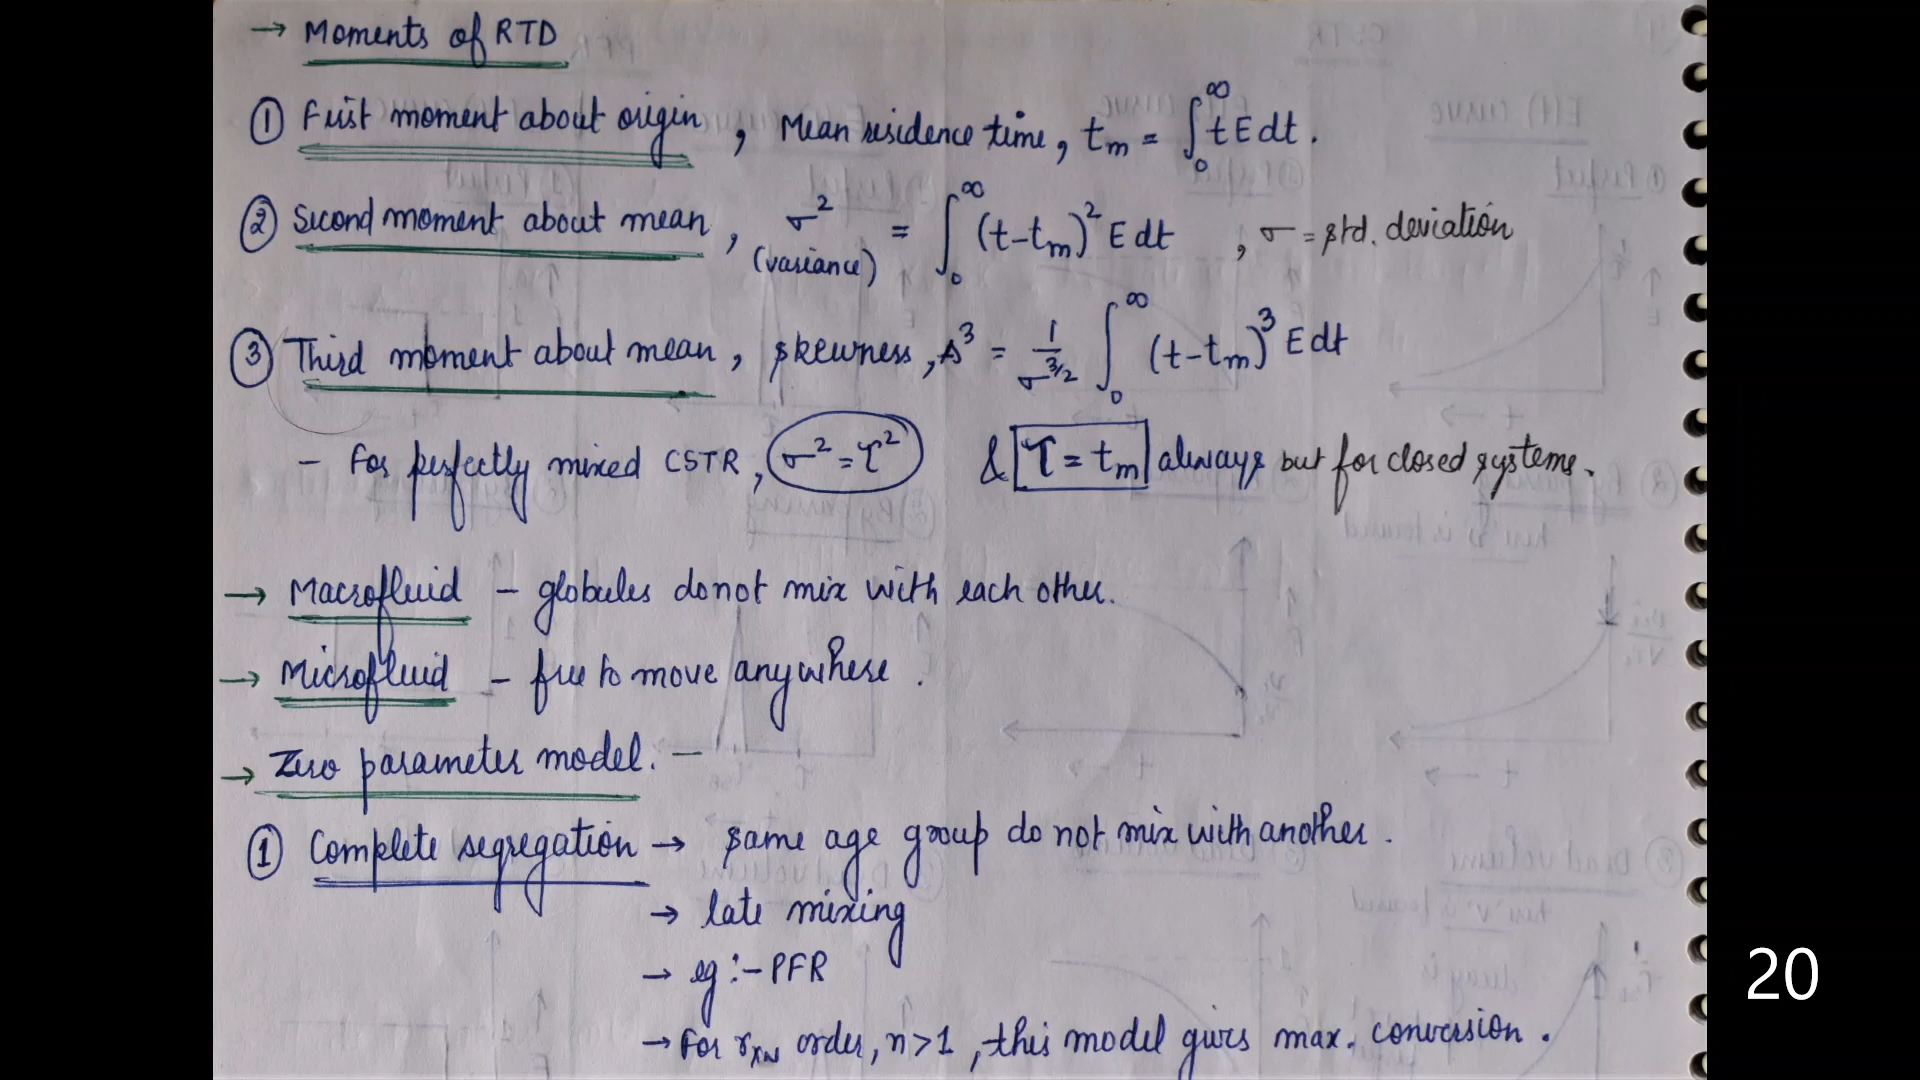 → Moments of RTD
① First moment about origin , Mean residence time, tm = ∫₀^∞ t E dt .
② Second moment about mean , σ² (variance) = ∫₀^∞ (t-tm)² E dt , σ = std. deviation
③ Third moment about mean , skewness , s³ = 1/σ^3/2 ∫₀^∞ (t-tm)³ E dt
- For perfectly mixed CSTR, σ² = τ² & τ = tm always but for closed systems.
→ Macrofluid - globules donot mix with each other.
→ Microfluid - free to move anywhere .
→ Zero parameter model. -
① Complete segregation → same age group do not mix with another .
→ late mixing
→ eg :- PFR
→ For rxn order, n>1 , this model gives max. conversion .
20